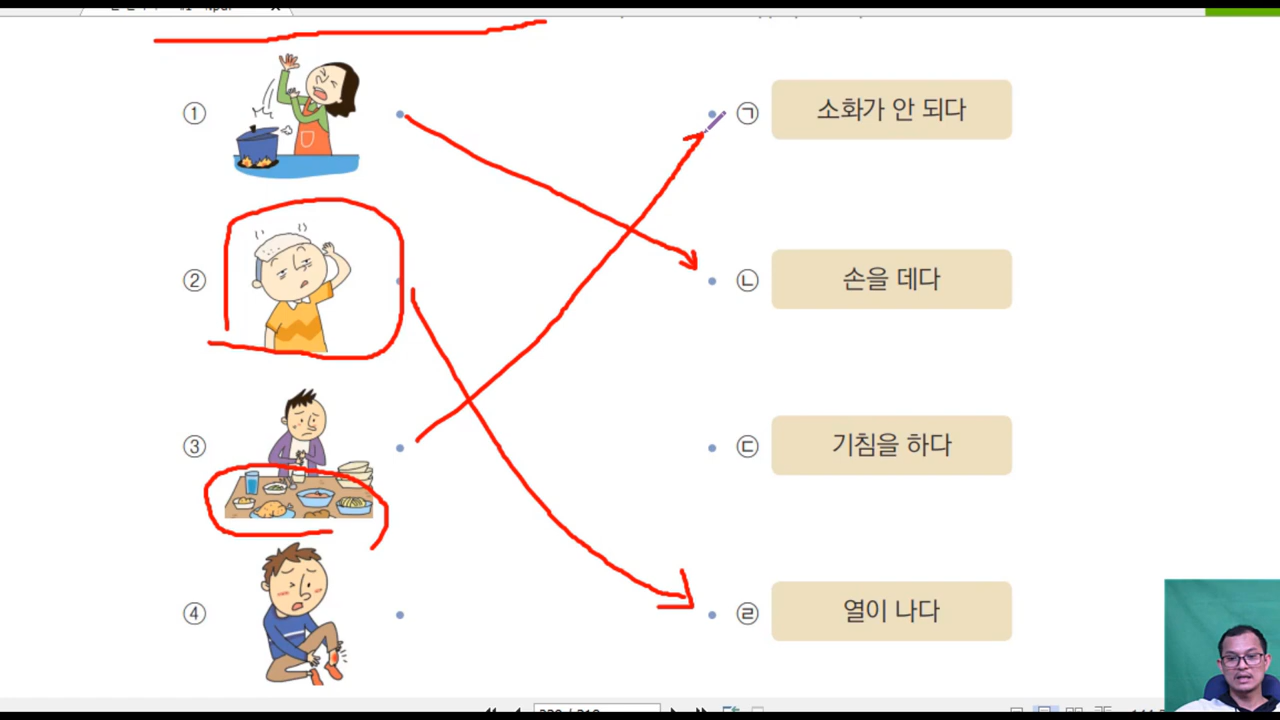 ① ㉠ 소화가 안 되다
② ㉡ 손을 데다
③ ㉢ 기침을 하다
④ ㉣ 열이 나다